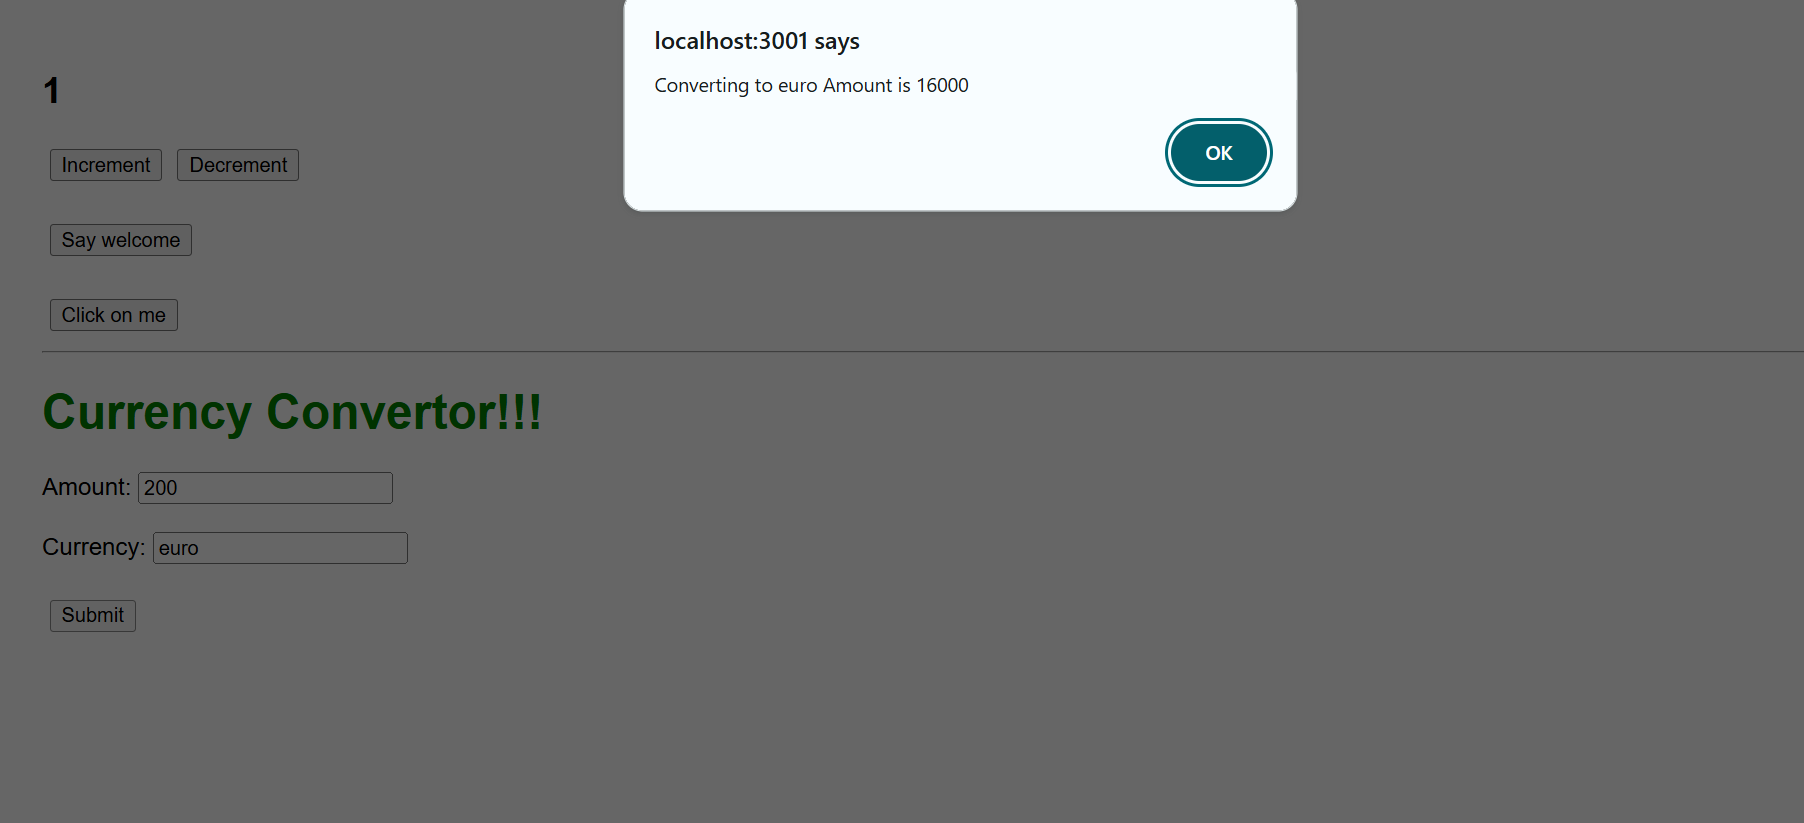 localhost:3001 says
Converting to euro Amount is 16000
OK
1
Increment Decrement
Say welcome
Click on me
Currency Convertor!!!
Amount: 200
Currency: euro
Submit